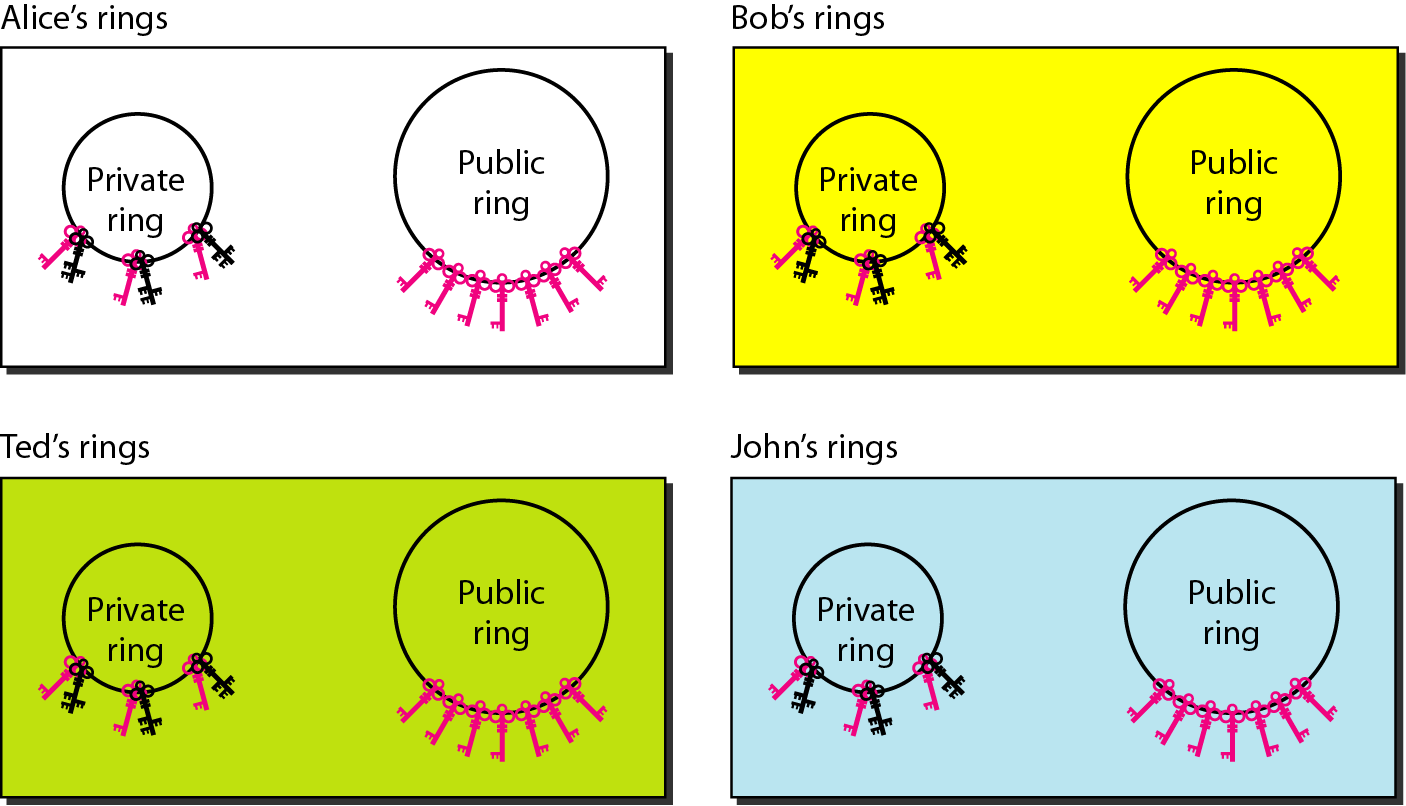 Alice’s rings
Private
ring
Public
ring
Bob’s rings
Private
ring
Public
ring
Ted’s rings
Private
ring
Public
ring
John’s rings
Private
ring
Public
ring